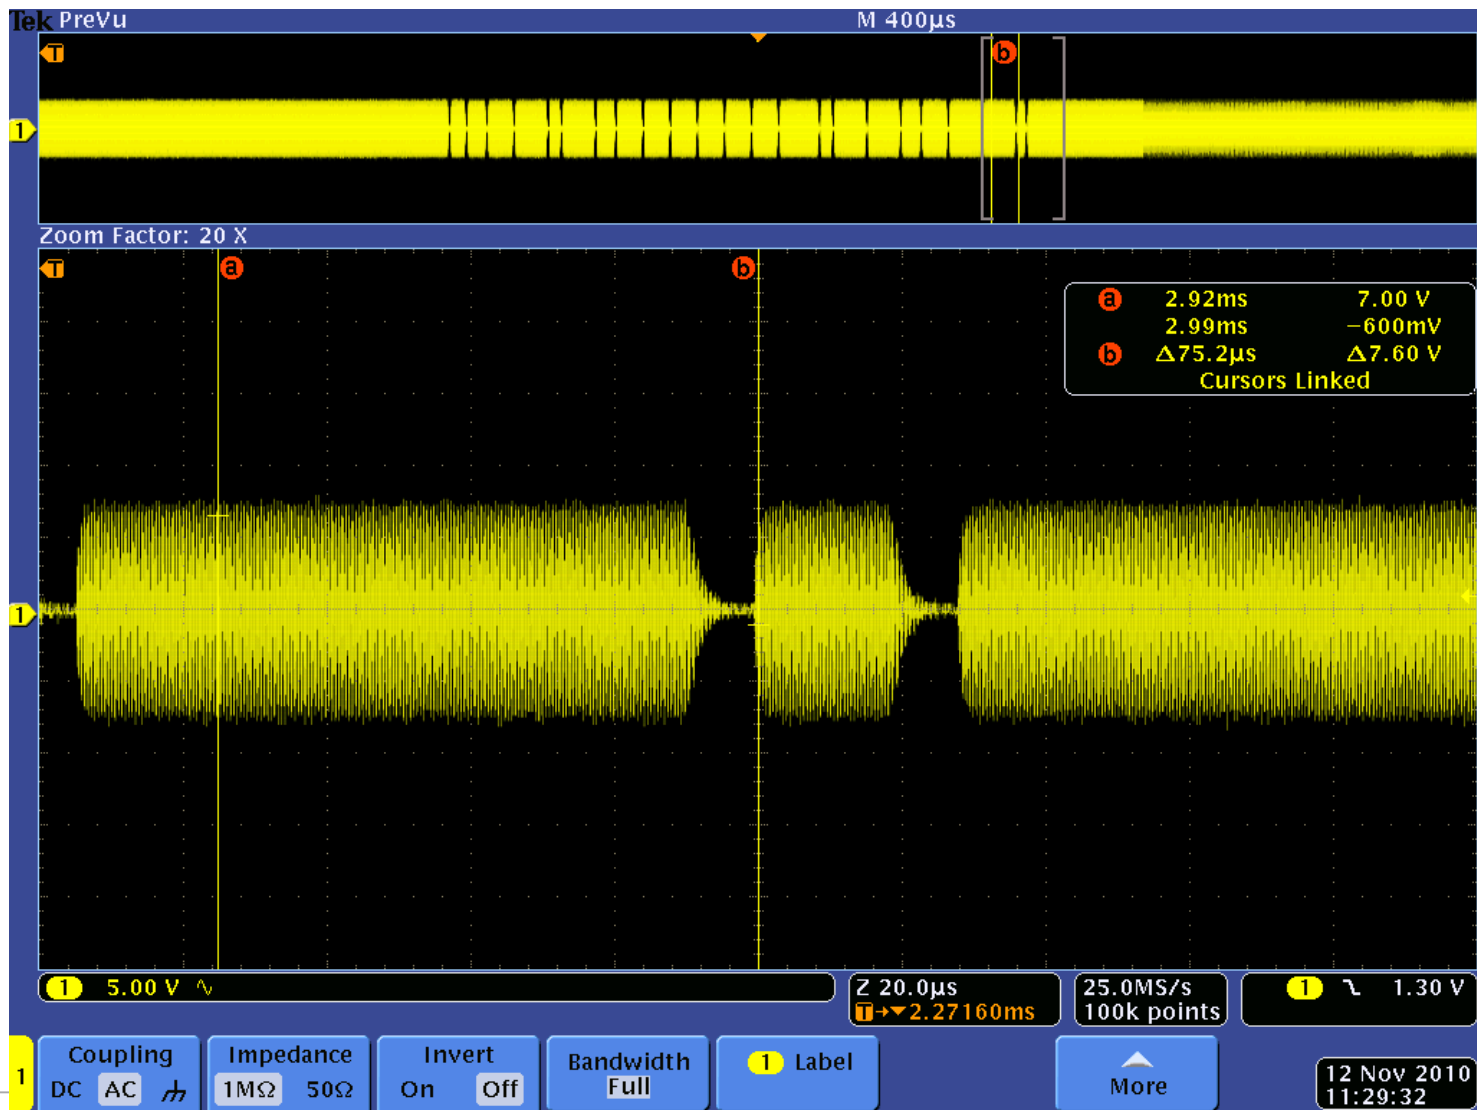 Tek PreVu M 400µs
T
b
1
Zoom Factor: 20 X
T a b
a 2.92ms 7.00 V
2.99ms −600mV
b Δ75.2µs Δ7.60 V
Cursors Linked
1
1 5.00 V ∿
Z 20.0µs
T→▼2.27160ms
25.0MS/s
100k points
1 1.30 V
1
Coupling
DC AC
Impedance
1MΩ 50Ω
Invert
On Off
Bandwidth
Full
1 Label
More
12 Nov 2010
11:29:32